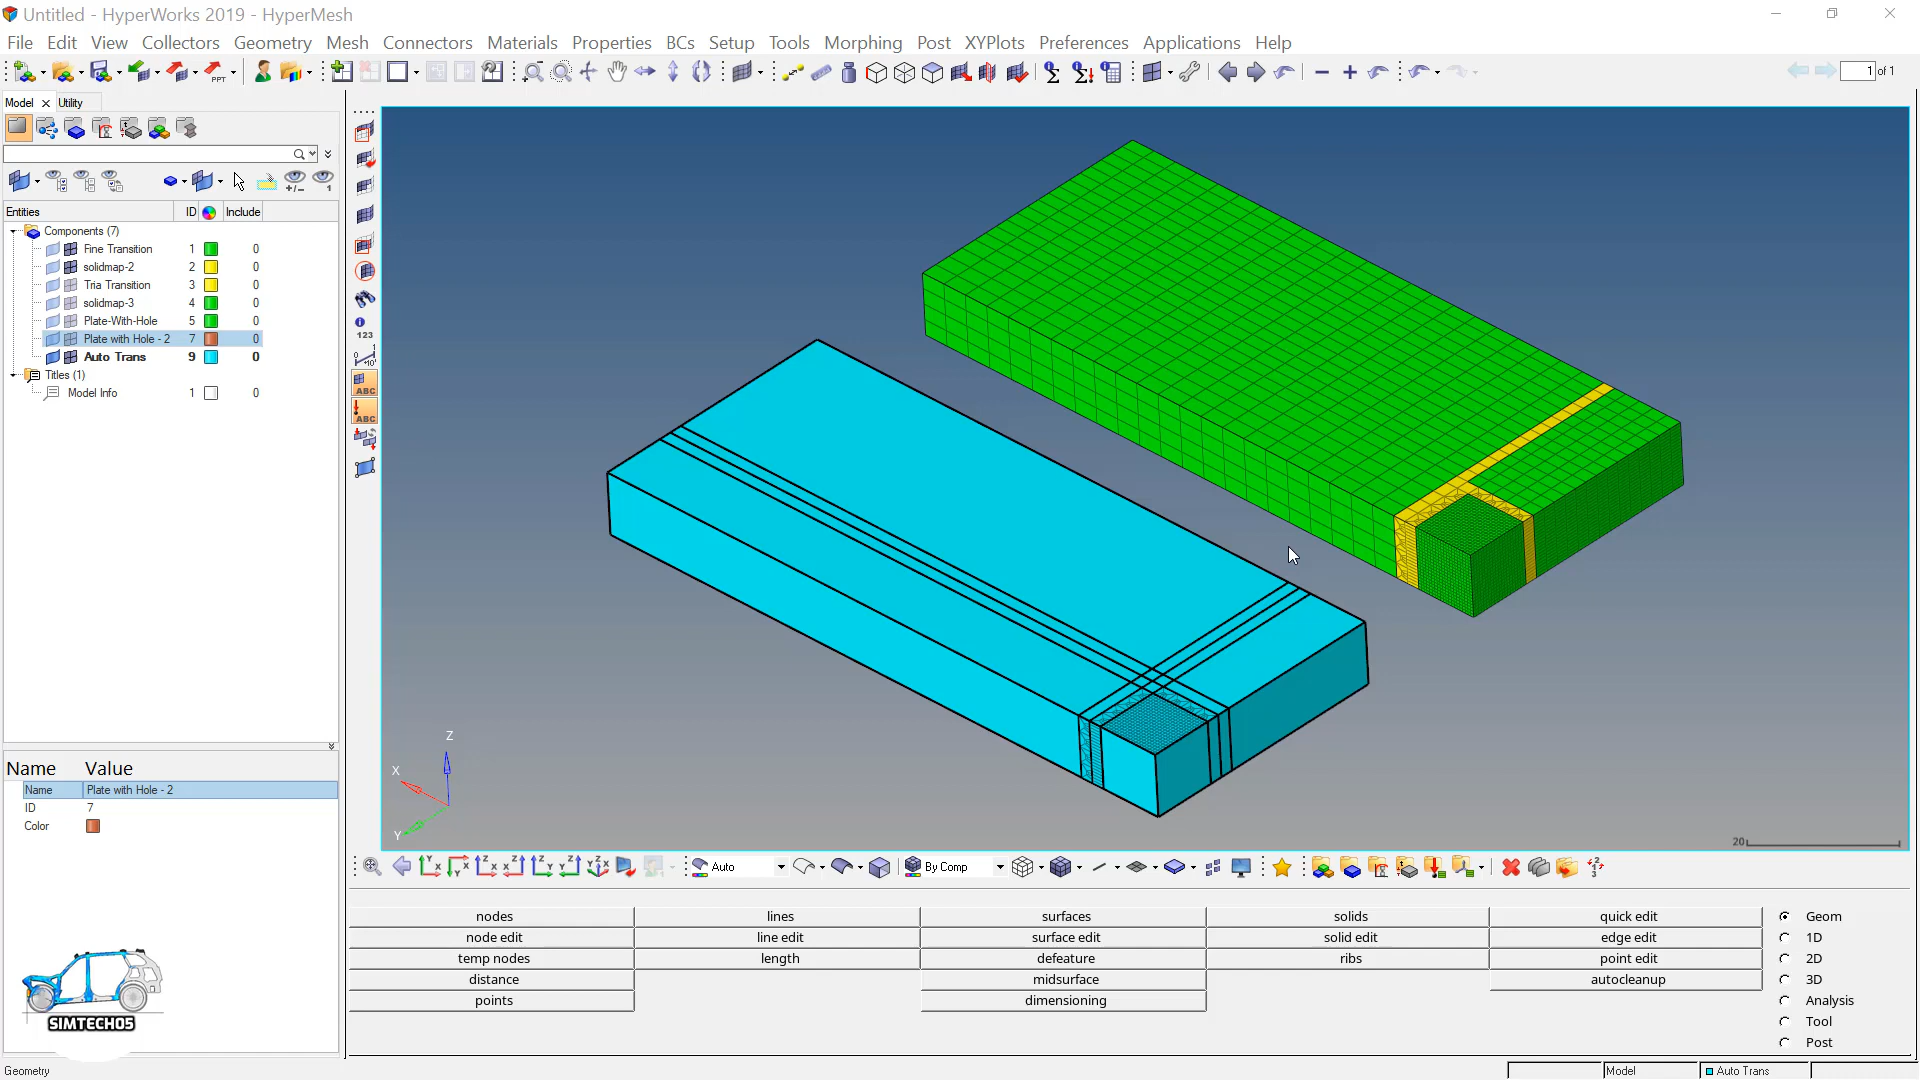 Untitled - HyperWorks 2019 - HyperMesh
File Edit View Collectors Geometry Mesh Connectors Materials Properties BCs Setup Tools Morphing Post XYPlots Preferences Applications Help
PPT
1 of 1
Model Utility
Entities ID Include
Components (7)
Fine Transition 1 0
solidmap-2 2 0
Tria Transition 3 0
solidmap-3 4 0
Plate-With-Hole 5 0
Plate with Hole - 2 7 0
Auto Trans 9 0
Titles (1)
Model Info 1 0
123
ABC
ABC
Z
X
Y
20
Name Value
Name Plate with Hole - 2
ID 7
Color
SIMTECH05
Auto By Comp
nodes lines surfaces solids quick edit Geom
node edit line edit surface edit solid edit edge edit 1D
temp nodes length defeature ribs point edit 2D
distance midsurface autocleanup 3D
points dimensioning Analysis
Tool
Post
Geometry Model Auto Trans